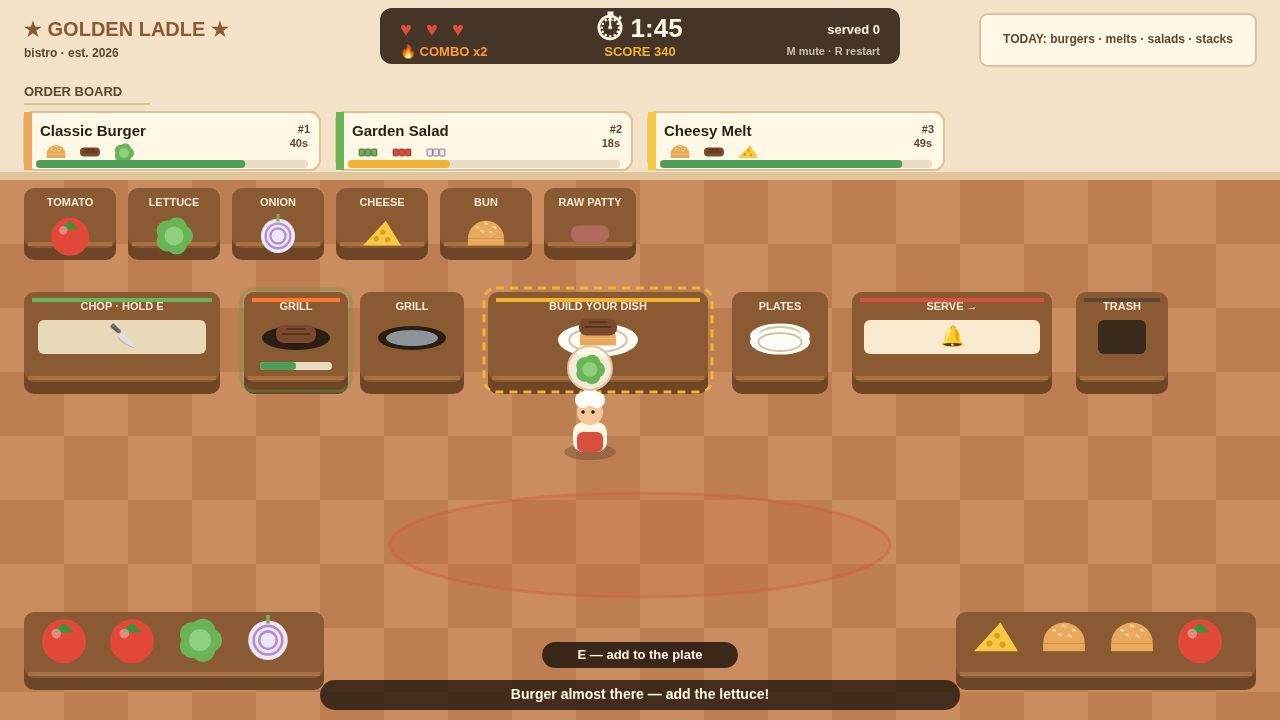 ★ GOLDEN LADLE ★
bistro · est. 2026
♥ ♥ ♥
🔥 COMBO x2
1:45
SCORE 340
served 0
M mute · R restart
TODAY: burgers · melts · salads · stacks
ORDER BOARD
Classic Burger
#1
40s
Garden Salad
#2
18s
Cheesy Melt
#3
49s
TOMATO
LETTUCE
ONION
CHEESE
BUN
RAW PATTY
CHOP · HOLD E
GRILL
GRILL
BUILD YOUR DISH
PLATES
SERVE →
TRASH
E — add to the plate
Burger almost there — add the lettuce!